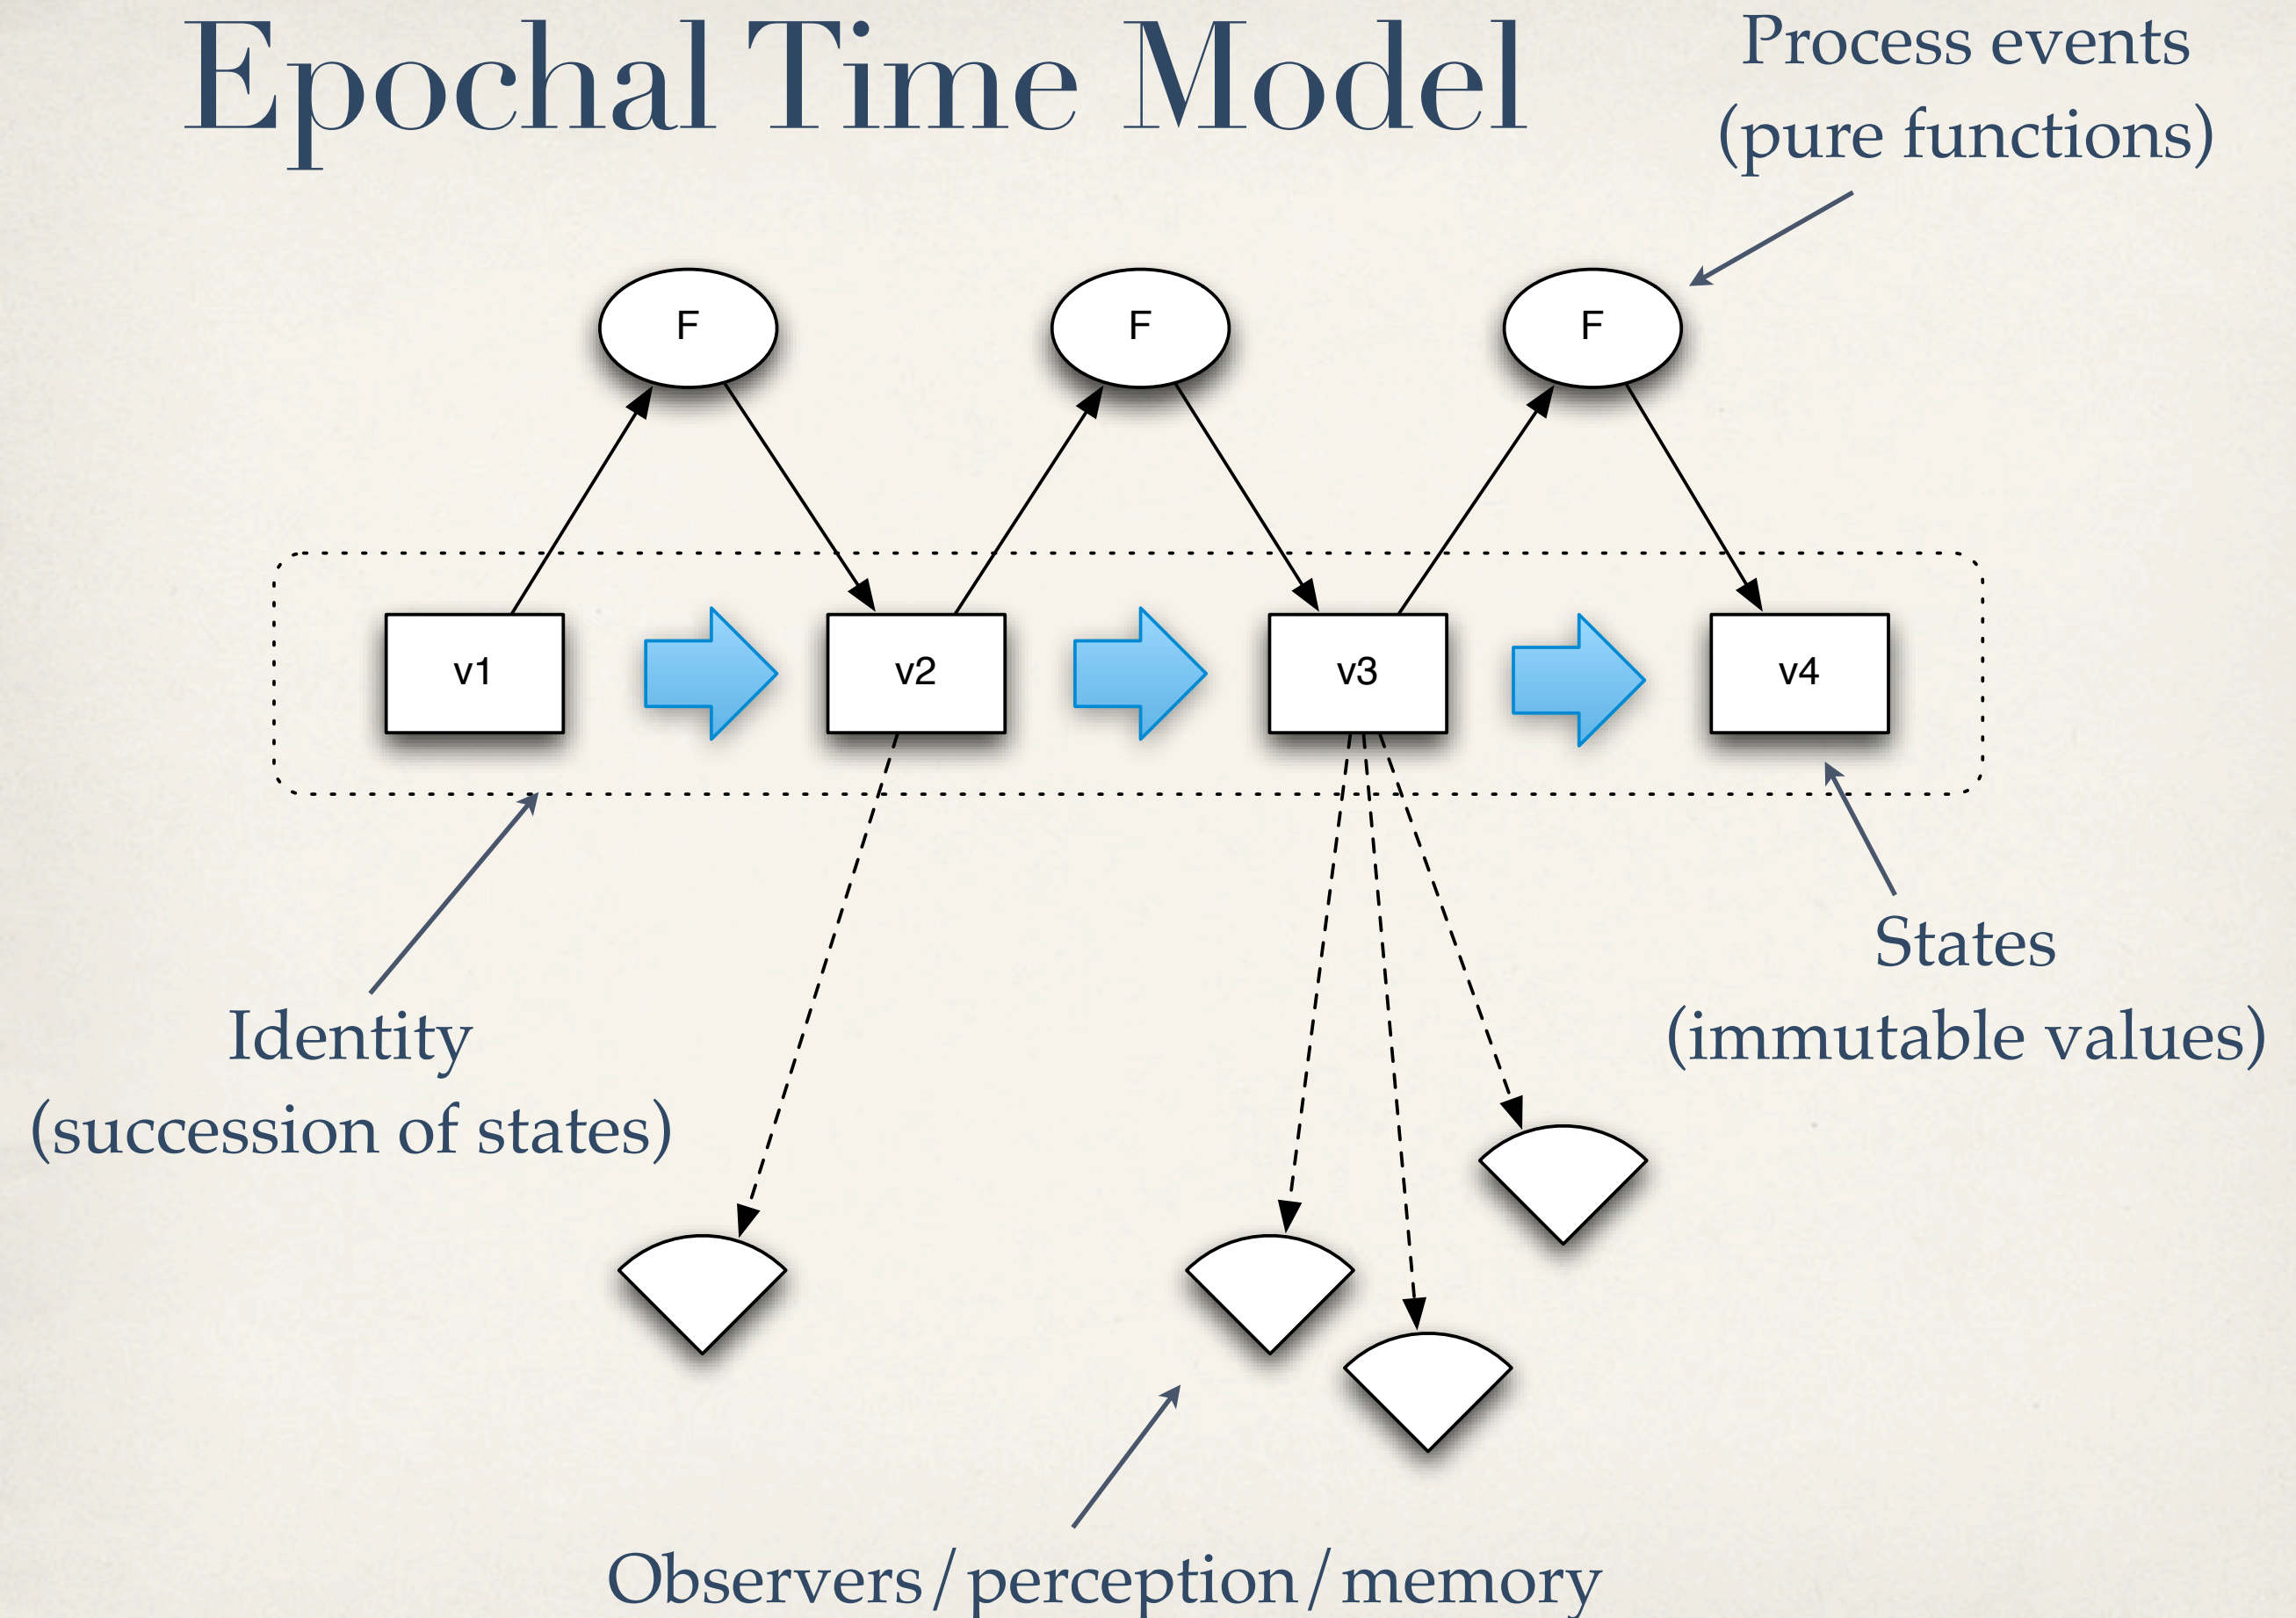 Epochal Time Model
Process events
(pure functions)
F
F
F
v1
v2
v3
v4
Identity
(succession of states)
States
(immutable values)
Observers/perception/memory